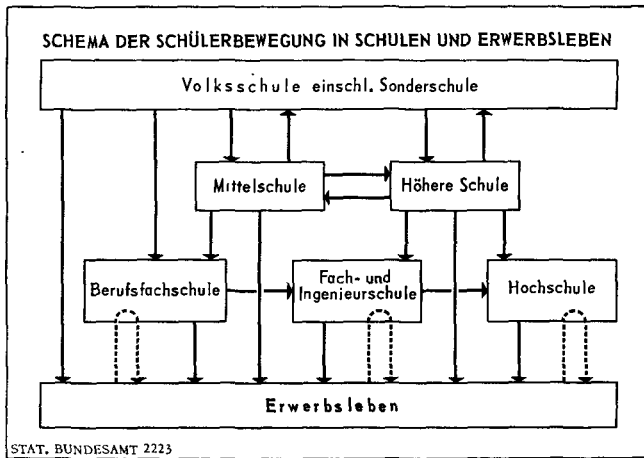 SCHEMA DER SCHÜLERBEWEGUNG IN SCHULEN UND ERWERBSLEBEN
Volksschule einschl. Sonderschule
Mittelschule
Höhere Schule
Berufsfachschule
Fach- und
Ingenieurschule
Hochschule
Erwerbsleben
STAT. BUNDESAMT 2223